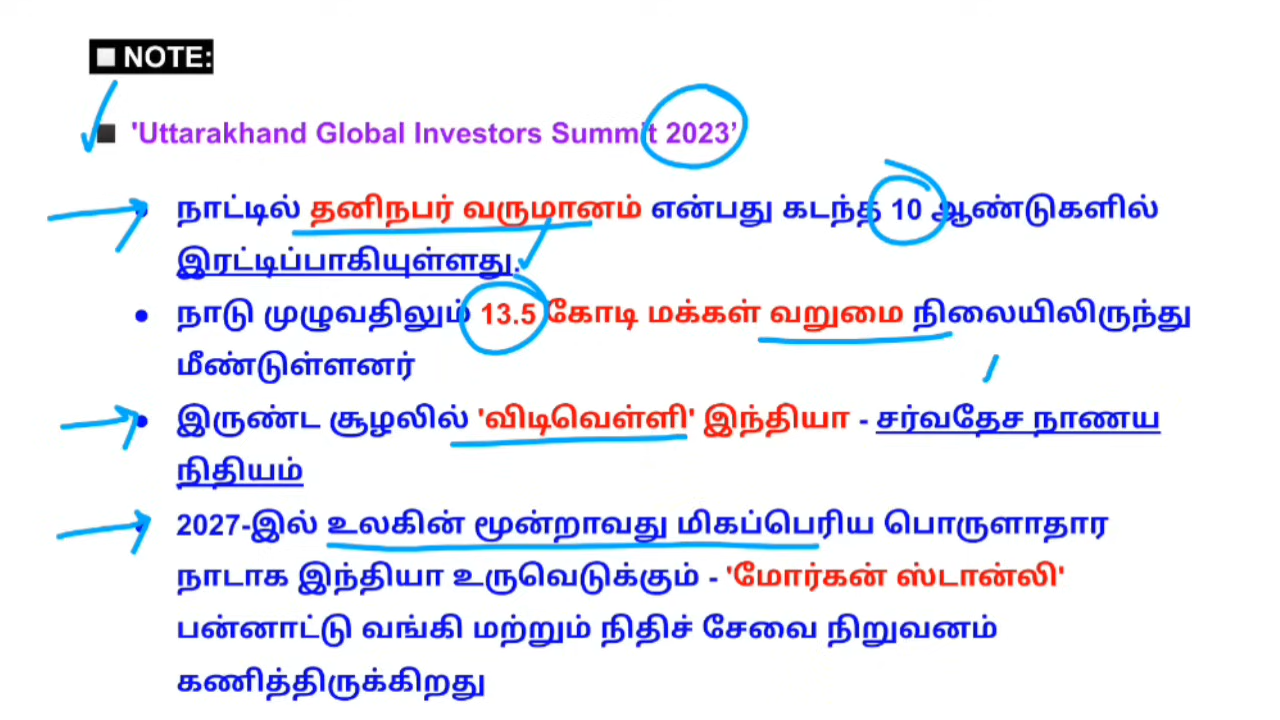 NOTE:
'Uttarakhand Global Investors Summit 2023’
நாட்டில் தனிநபர் வருமானம் என்பது கடந்த 10 ஆண்டுகளில்
இரட்டிப்பாகியுள்ளது.
நாடு முழுவதிலும் 13.5 கோடி மக்கள் வறுமை நிலையிலிருந்து
மீண்டுள்ளனர்
இருண்ட சூழலில் 'விடிவெள்ளி' இந்தியா - சர்வதேச நாணய
நிதியம்
2027-இல் உலகின் மூன்றாவது மிகப்பெரிய பொருளாதார
நாடாக இந்தியா உருவெடுக்கும் - 'மோர்கன் ஸ்டான்லி'
பன்னாட்டு வங்கி மற்றும் நிதிச் சேவை நிறுவனம்
கணித்திருக்கிறது